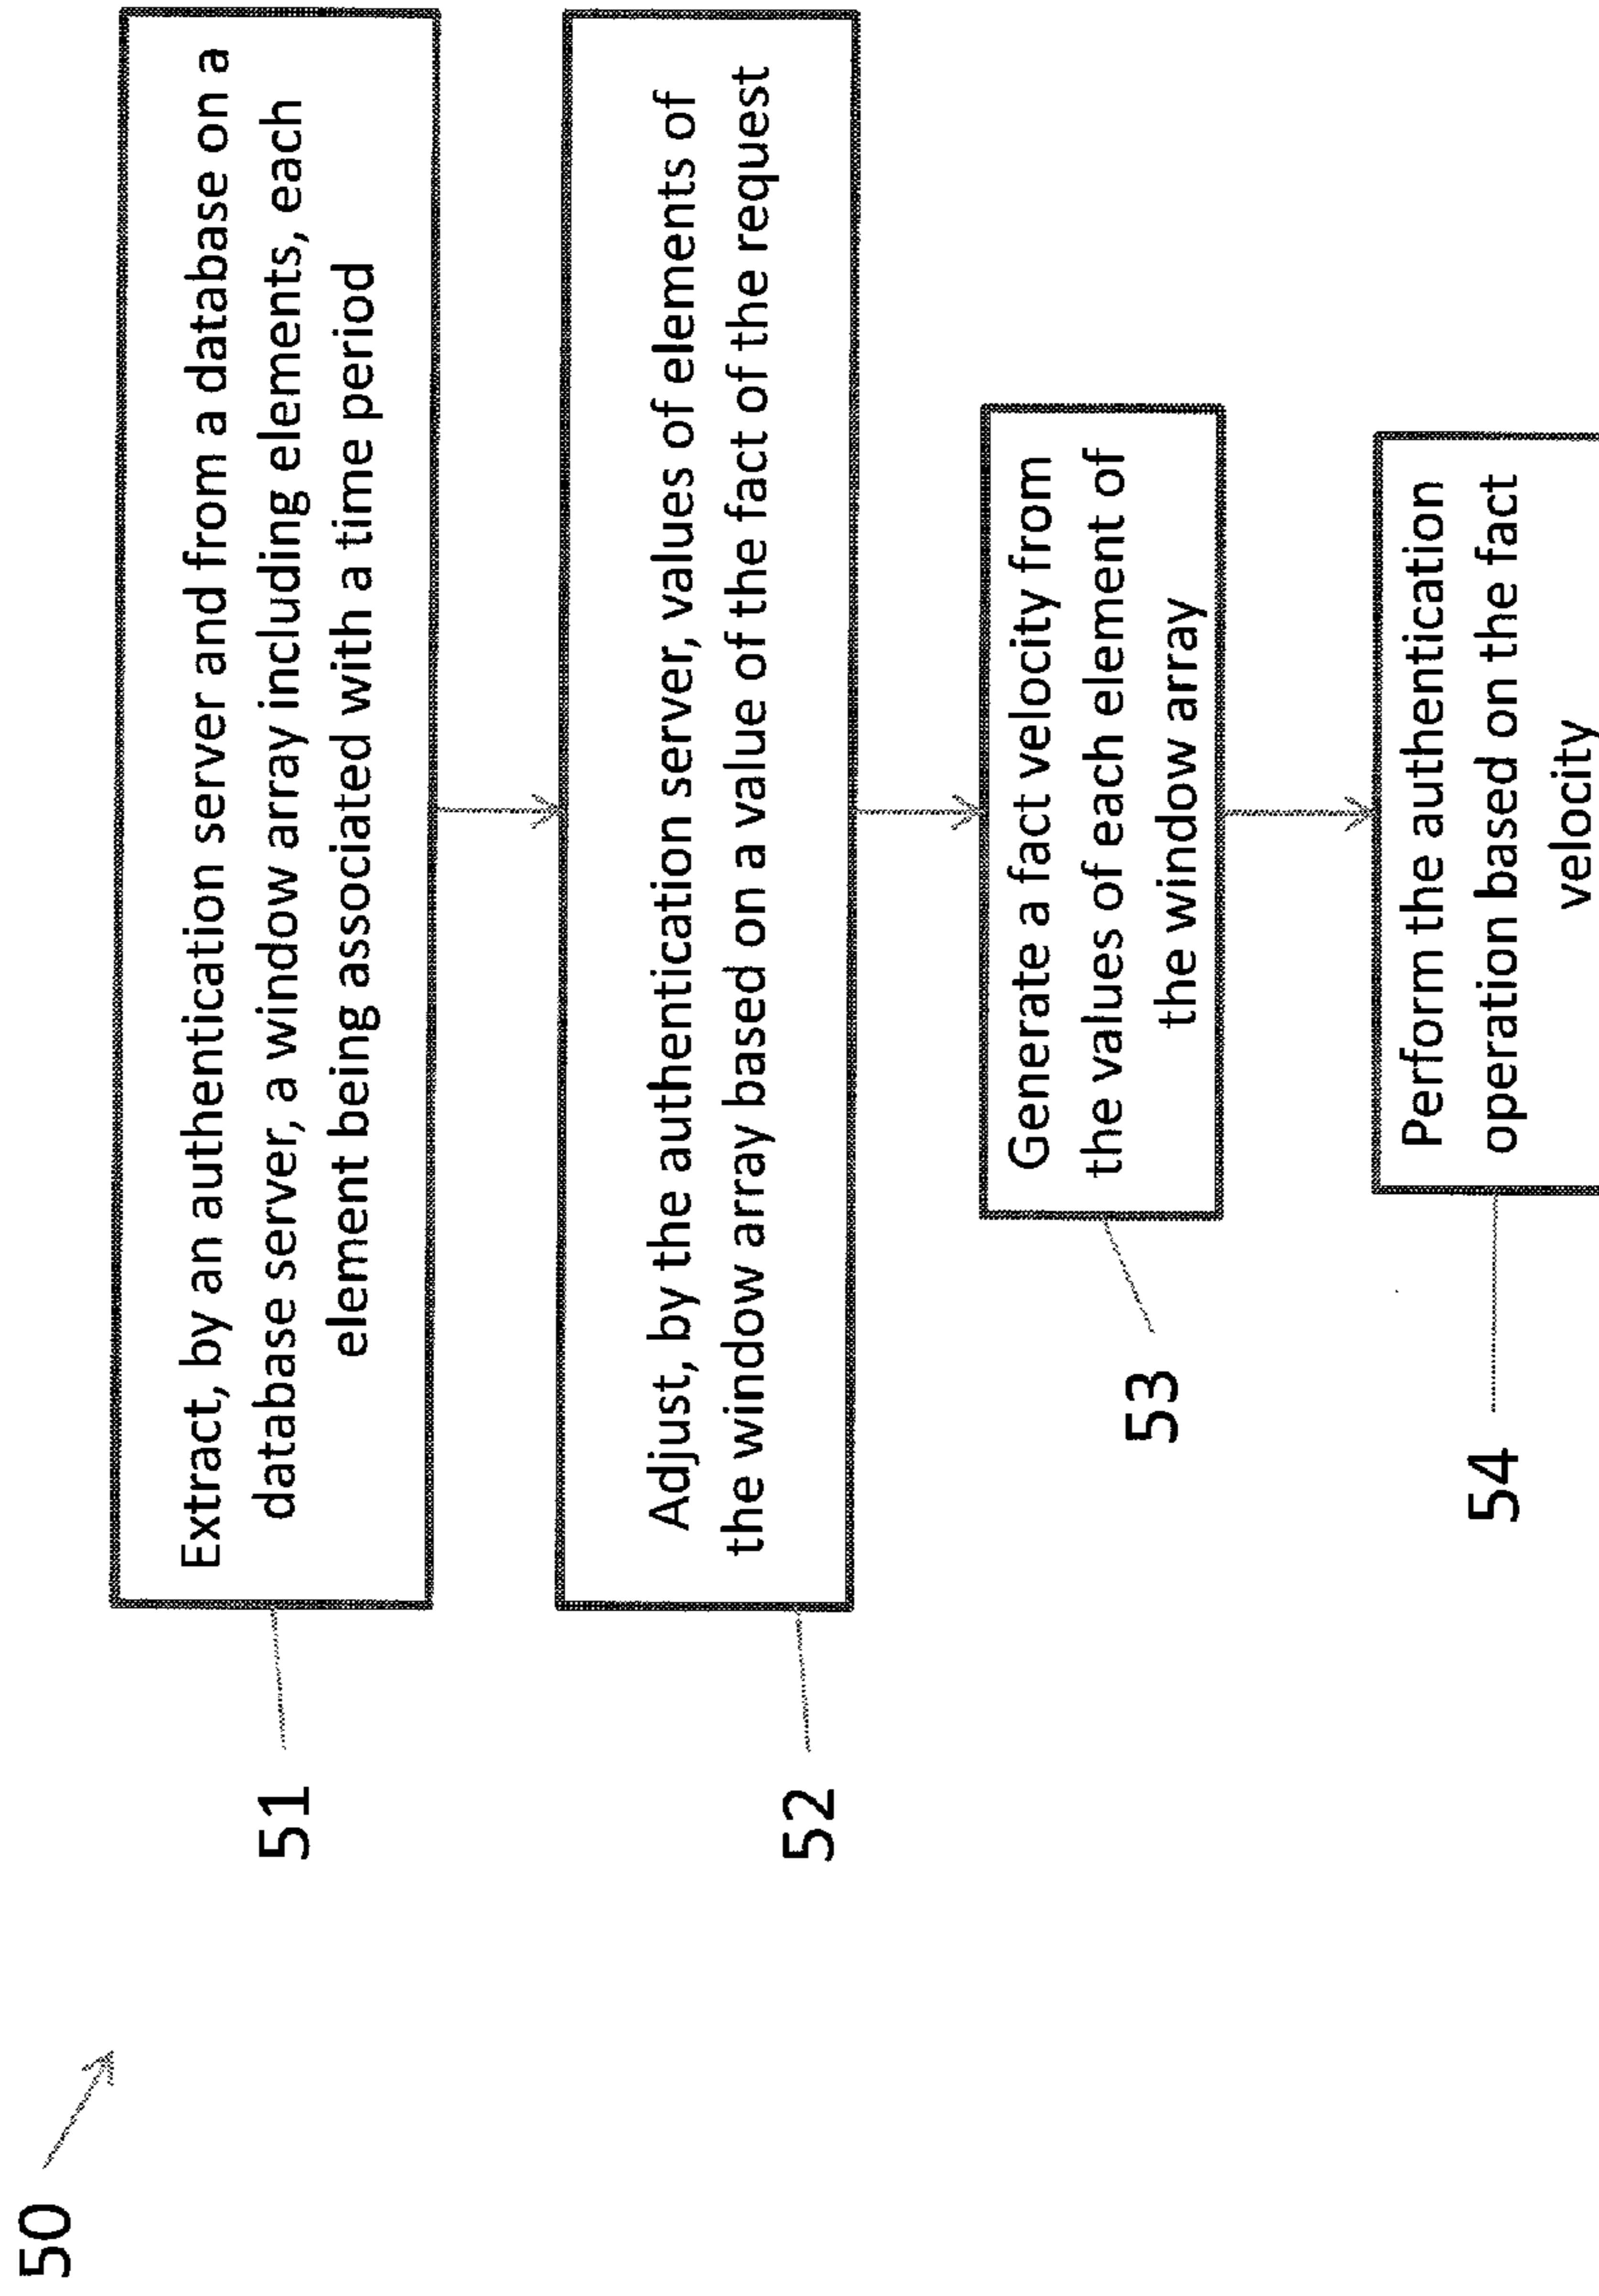 50
51
Extract, by an authentication server and from a database on a
database server, a window array including elements, each
element being associated with a time period
52
Adjust, by the authentication server, values of elements of
the window array based on a value of the fact of the request
53
Generate a fact velocity from
the values of each element of
the window array
54
Perform the authentication
operation based on the fact
velocity